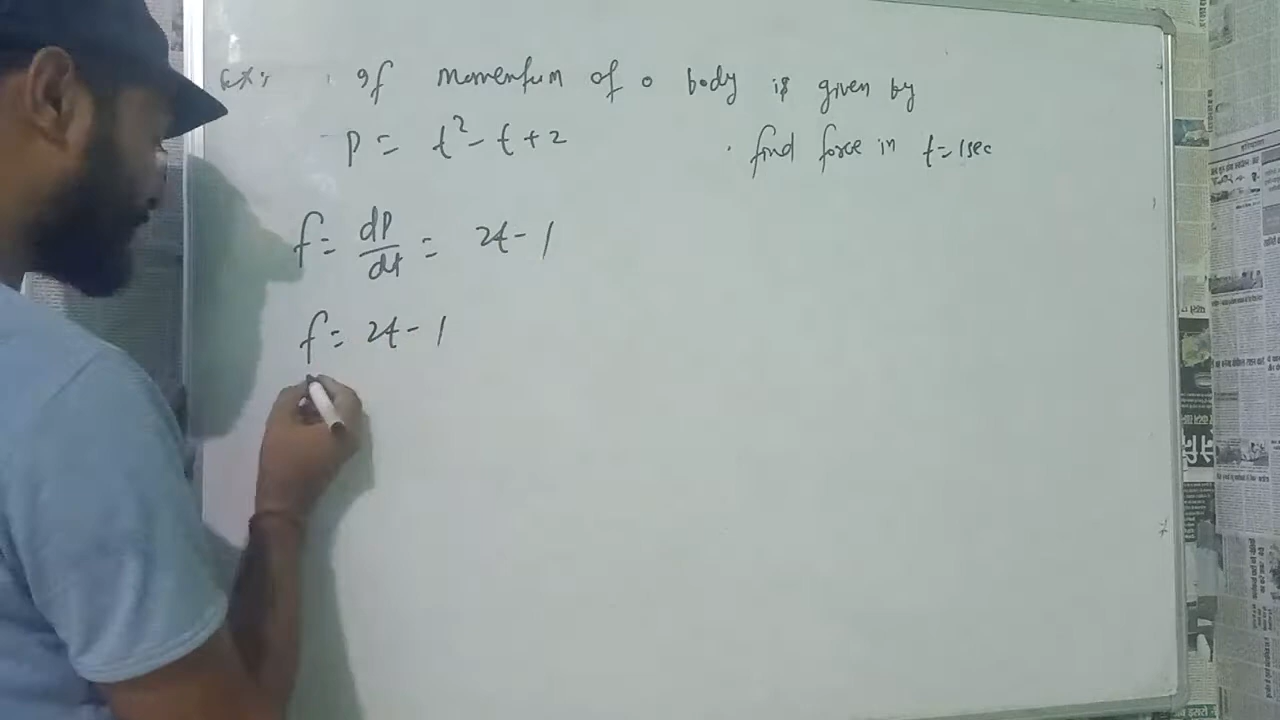 Ex: If momentum of a body is given by
P = t² - t + 2 . find force in t = 1sec
f = dP/dt = 2t - 1
f = 2t - 1